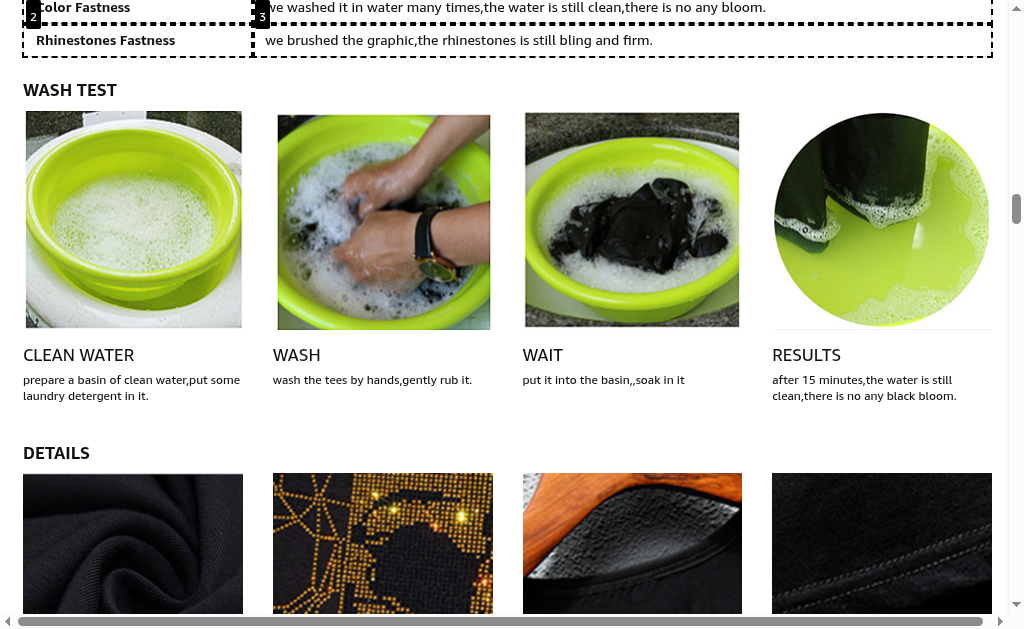 2
Color Fastness
3
we washed it in water many times,the water is still clean,there is no any bloom.
Rhinestones Fastness
we brushed the graphic,the rhinestones is still bling and firm.
WASH TEST
CLEAN WATER
prepare a basin of clean water,put some
laundry detergent in it.
WASH
wash the tees by hands,gently rub it.
WAIT
put it into the basin,,soak in it
RESULTS
after 15 minutes,the water is still
clean,there is no any black bloom.
DETAILS